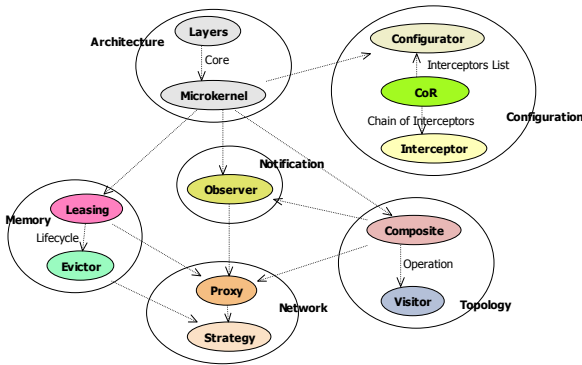 Layers
Architecture
Core
Microkernel
Configurator
Interceptors List
CoR
Configuration
Chain of Interceptors
Interceptor
Notification
Observer
Leasing
Memory
Lifecycle
Evictor
Composite
Operation
Visitor
Topology
Proxy
Network
Strategy